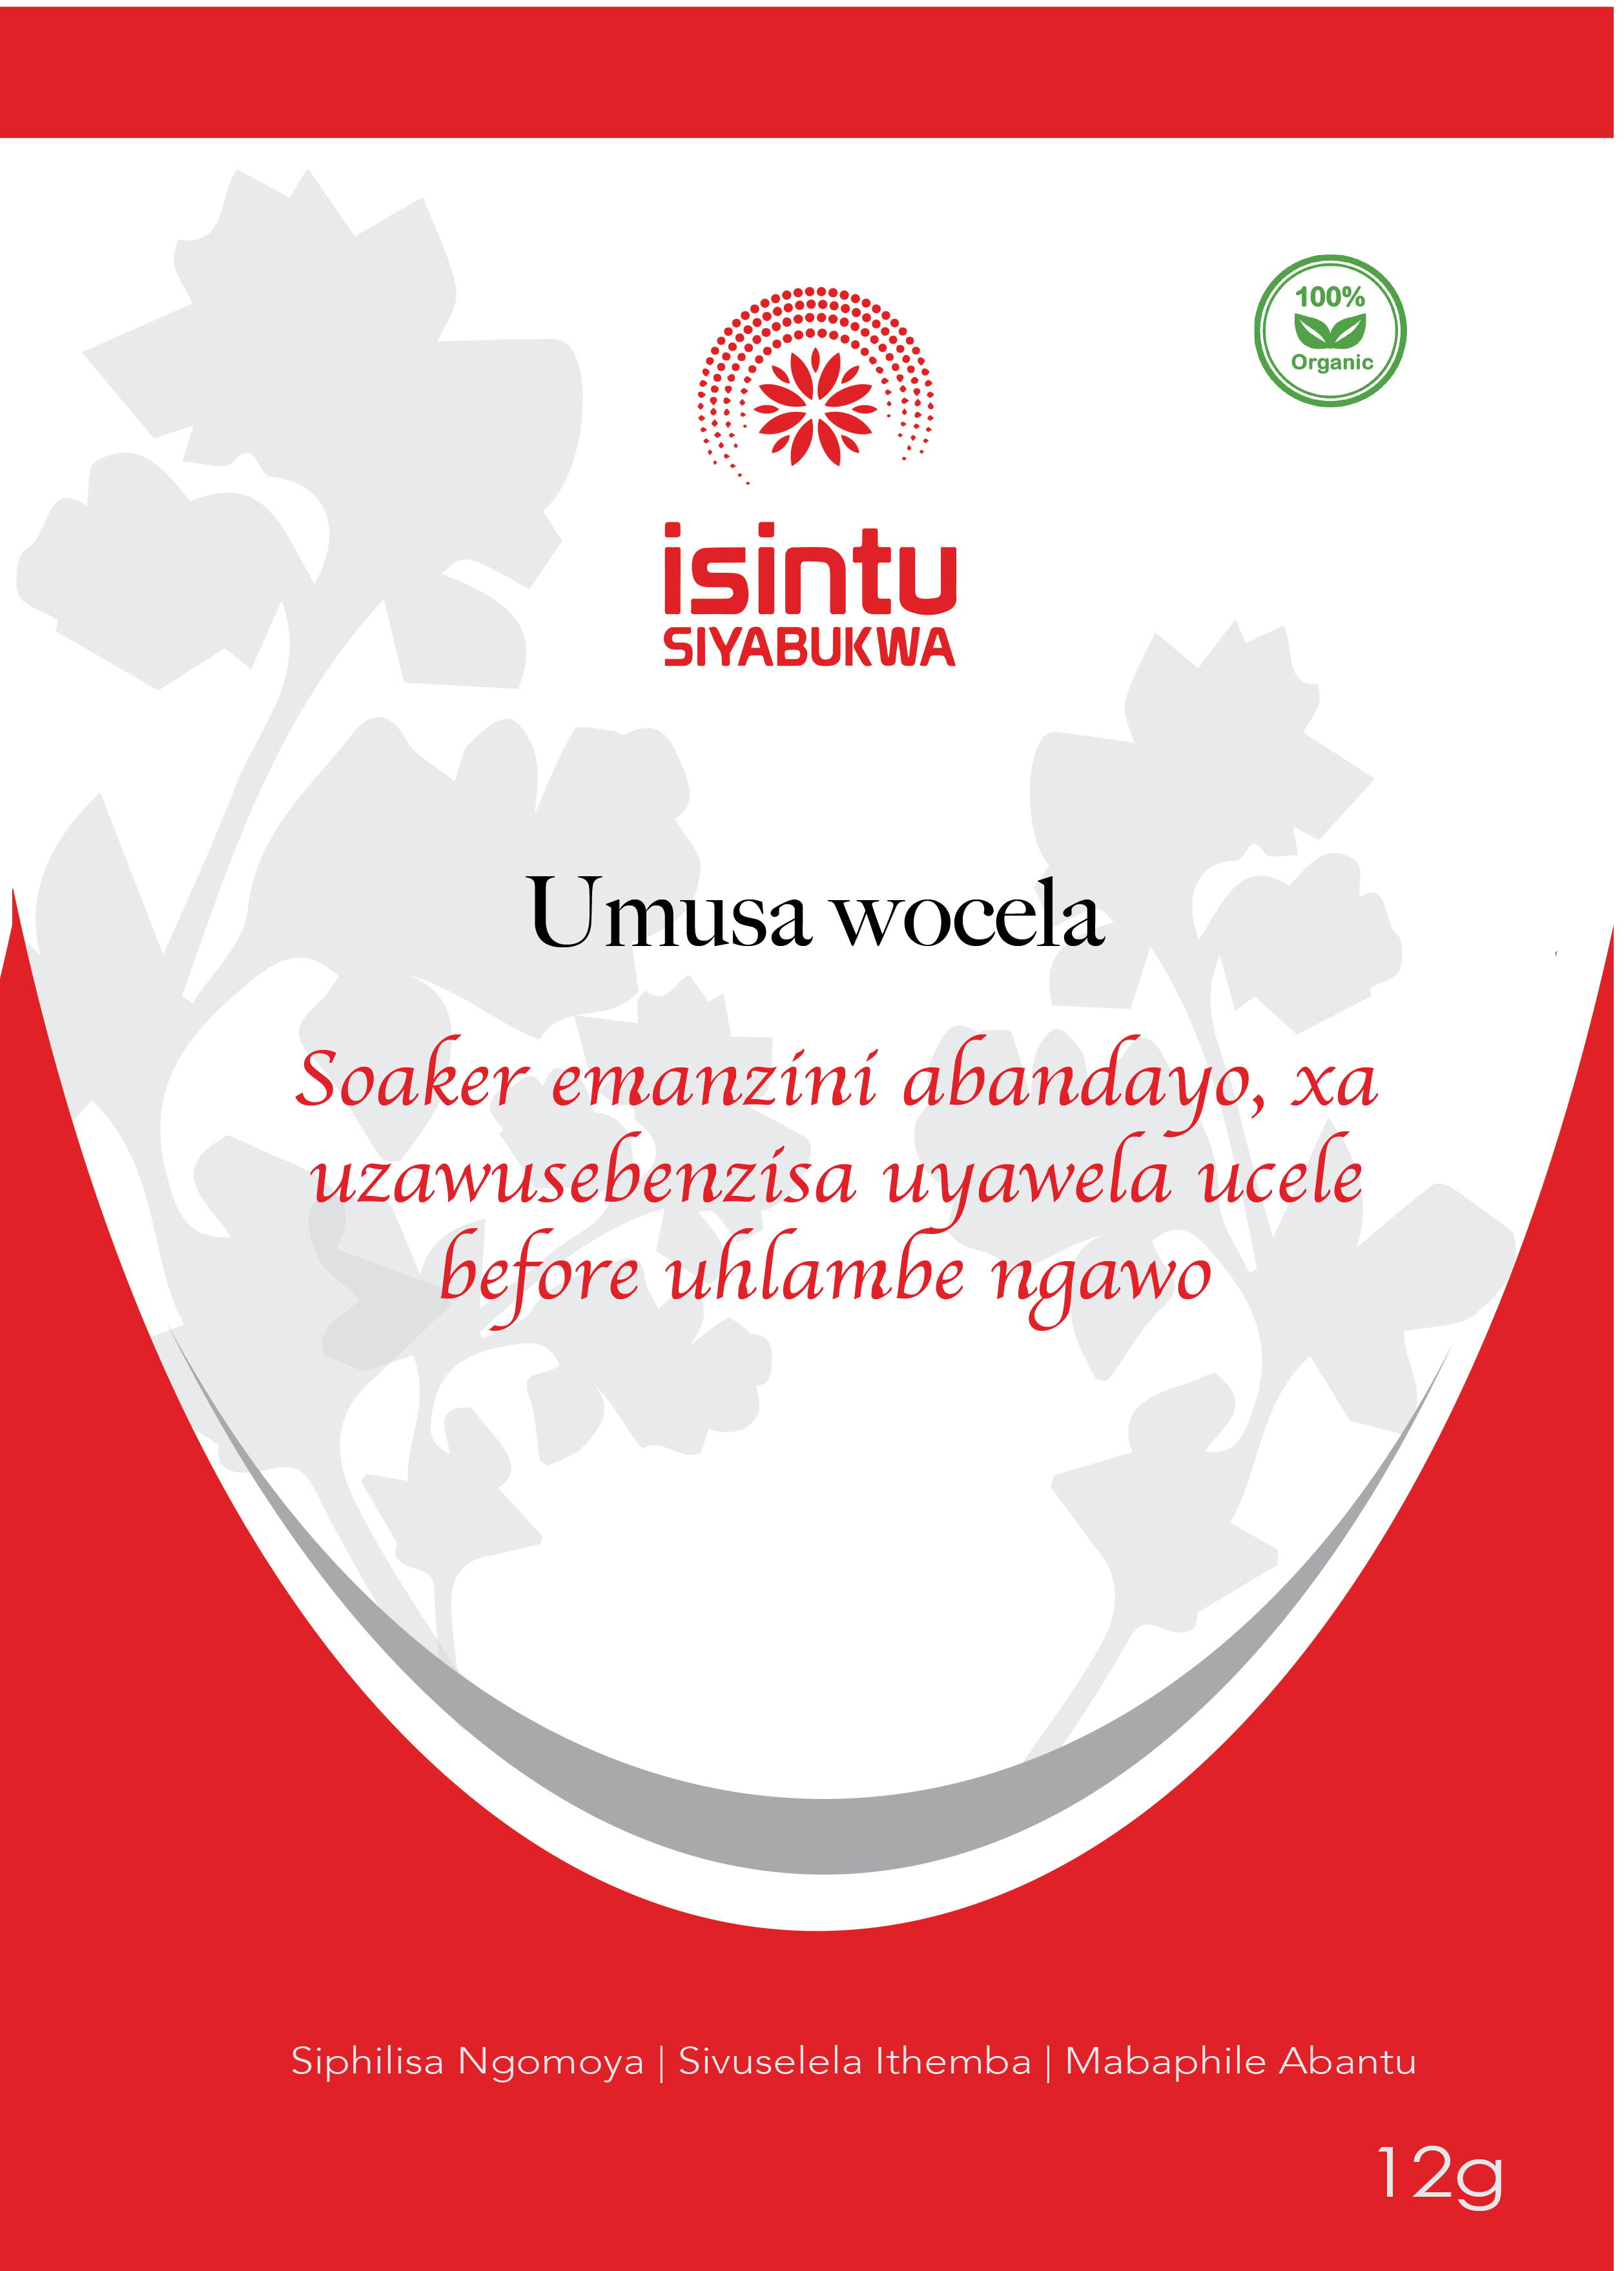 100%
Organic
isintu
SIYABUKWA
Umusa wocela
Soaker emanzini abandayo, xa
uzawusebenzisa uyawela ucele
before uhlambe ngawo
Siphilisa Ngomoya | Sivuselela Ithemba | Mabaphile Abantu
12g